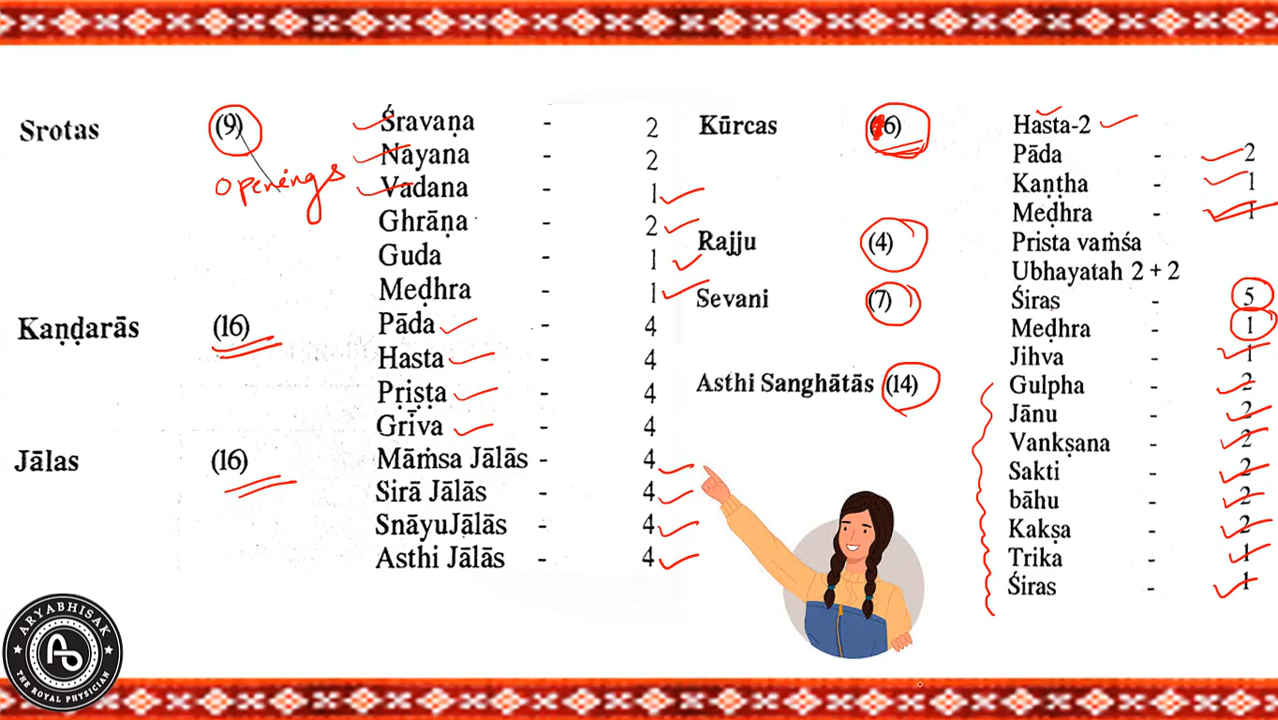 Srotas (9) Śravaṇa - 2
Nayana - 2
openings Vadana - 1
Ghrāṇa - 2
Guda - 1
Meḍhra - 1
Kaṇḍarās (16) Pāda - 4
Hasta - 4
Pṛiṣṭa - 4
Grīva - 4
Jālas (16) Māṁsa Jālās - 4
Sirā Jālās - 4
SnāyuJālās - 4
Asthi Jālās - 4
Kūrcas (6) Hasta-2
Pāda - 2
Kaṇṭha - 1
Meḍhra - 1
Rajju (4) Prista vaṁśa
Ubhayatah 2 + 2
Sevani (7) Śiras - 5
Meḍhra - 1
Jihva - 1
Asthi Sanghātās (14) Gulpha - 2
Jānu - 2
Vankṣana - 2
Sakti - 2
bāhu - 2
Kakṣa - 2
Trika - 1
Śiras - 1
ARYABHISAK
THE ROYAL PHYSICIAN